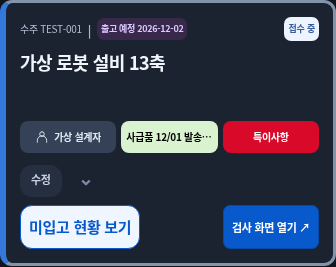 수주 TEST-001 | 출고 예정 2026-12-02 접수 중
가상 로봇 설비 13축
가상 설계자 사급품 12/01 발송… 특이사항
수정
미입고 현황 보기 검사 화면 열기 ↗